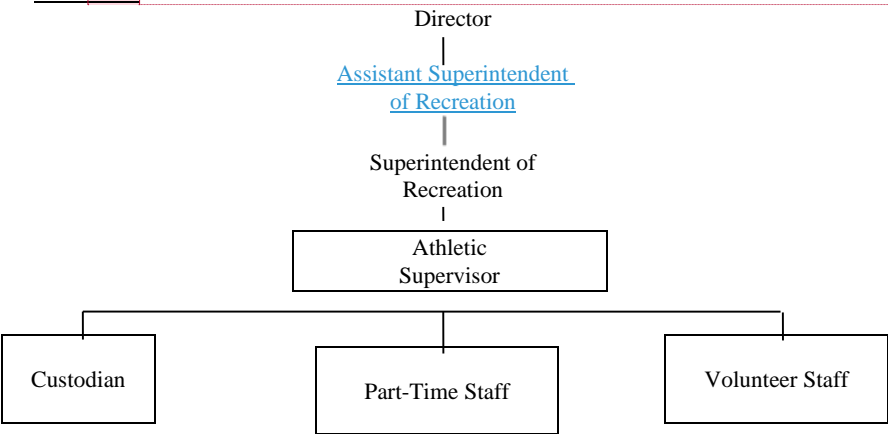 Director
Assistant Superintendent
of Recreation
Superintendent of
Recreation
Athletic
Supervisor
Custodian
Part-Time Staff
Volunteer Staff